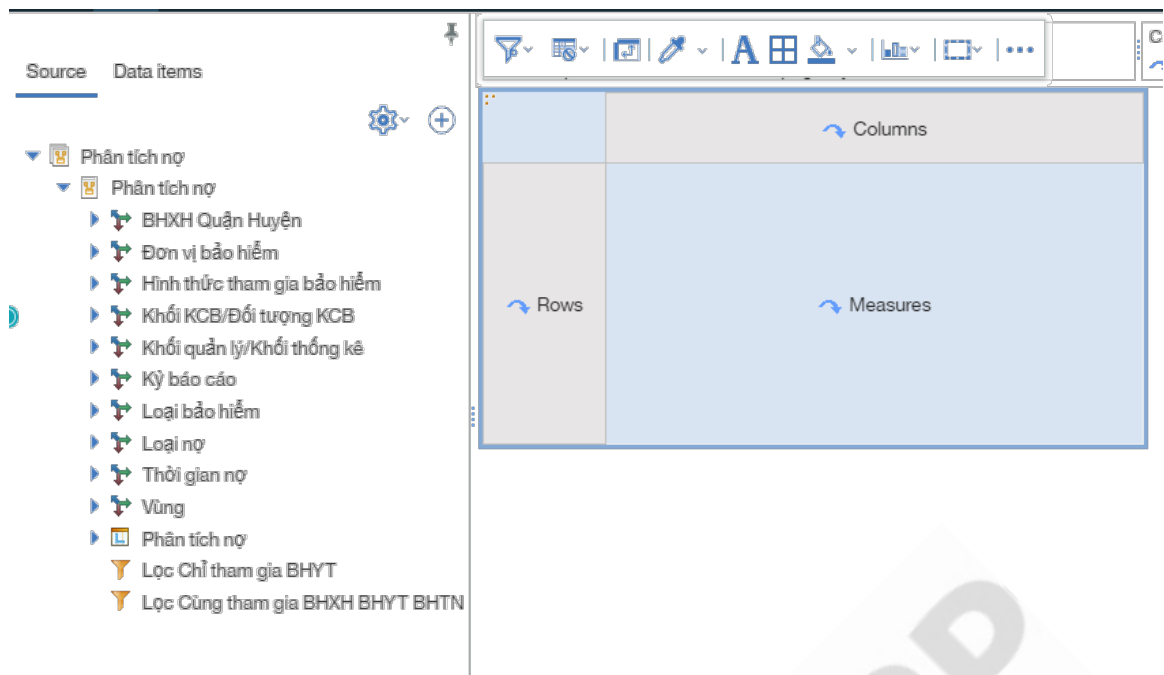 Source Data items
Phân tích nợ
Phân tích nợ
BHXH Quận Huyện
Đơn vị bảo hiểm
Hình thức tham gia bảo hiểm
Khối KCB/Đối tượng KCB
Khối quản lý/Khối thống kê
Kỳ báo cáo
Loại bảo hiểm
Loại nợ
Thời gian nợ
Vùng
Phân tích nợ
Lọc Chỉ tham gia BHYT
Lọc Cùng tham gia BHXH BHYT BHTN
Columns
Rows
Measures